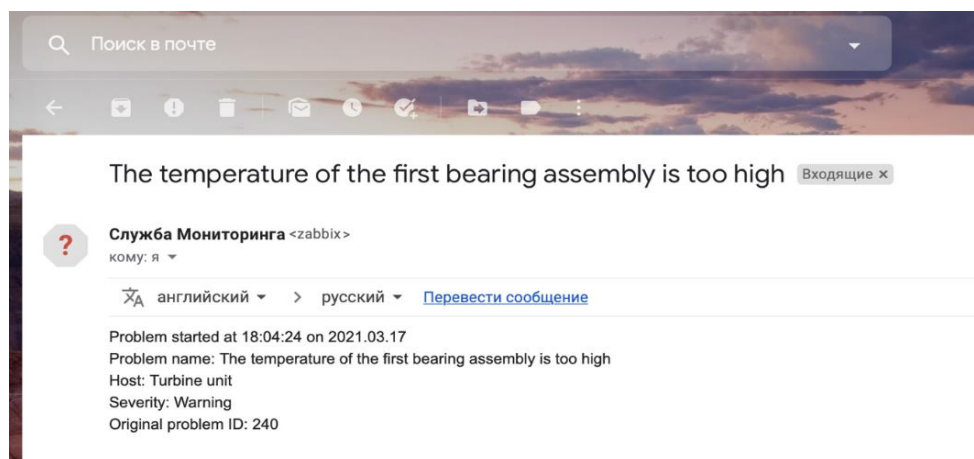 Поиск в почте
The temperature of the first bearing assembly is too high Входящие ×
?
Служба Мониторинга <zabbix>
кому: я
английский > русский Перевести сообщение
Problem started at 18:04:24 on 2021.03.17
Problem name: The temperature of the first bearing assembly is too high
Host: Turbine unit
Severity: Warning
Original problem ID: 240